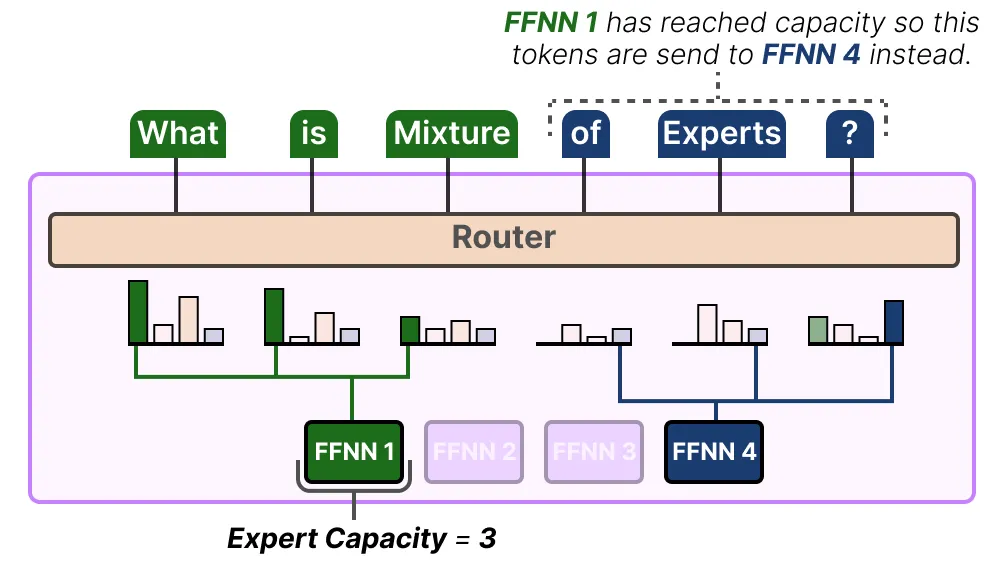 FFNN 1 has reached capacity so this
tokens are send to FFNN 4 instead.
What is Mixture of Experts ?
Router
FFNN 1 FFNN 2 FFNN 3 FFNN 4
Expert Capacity = 3